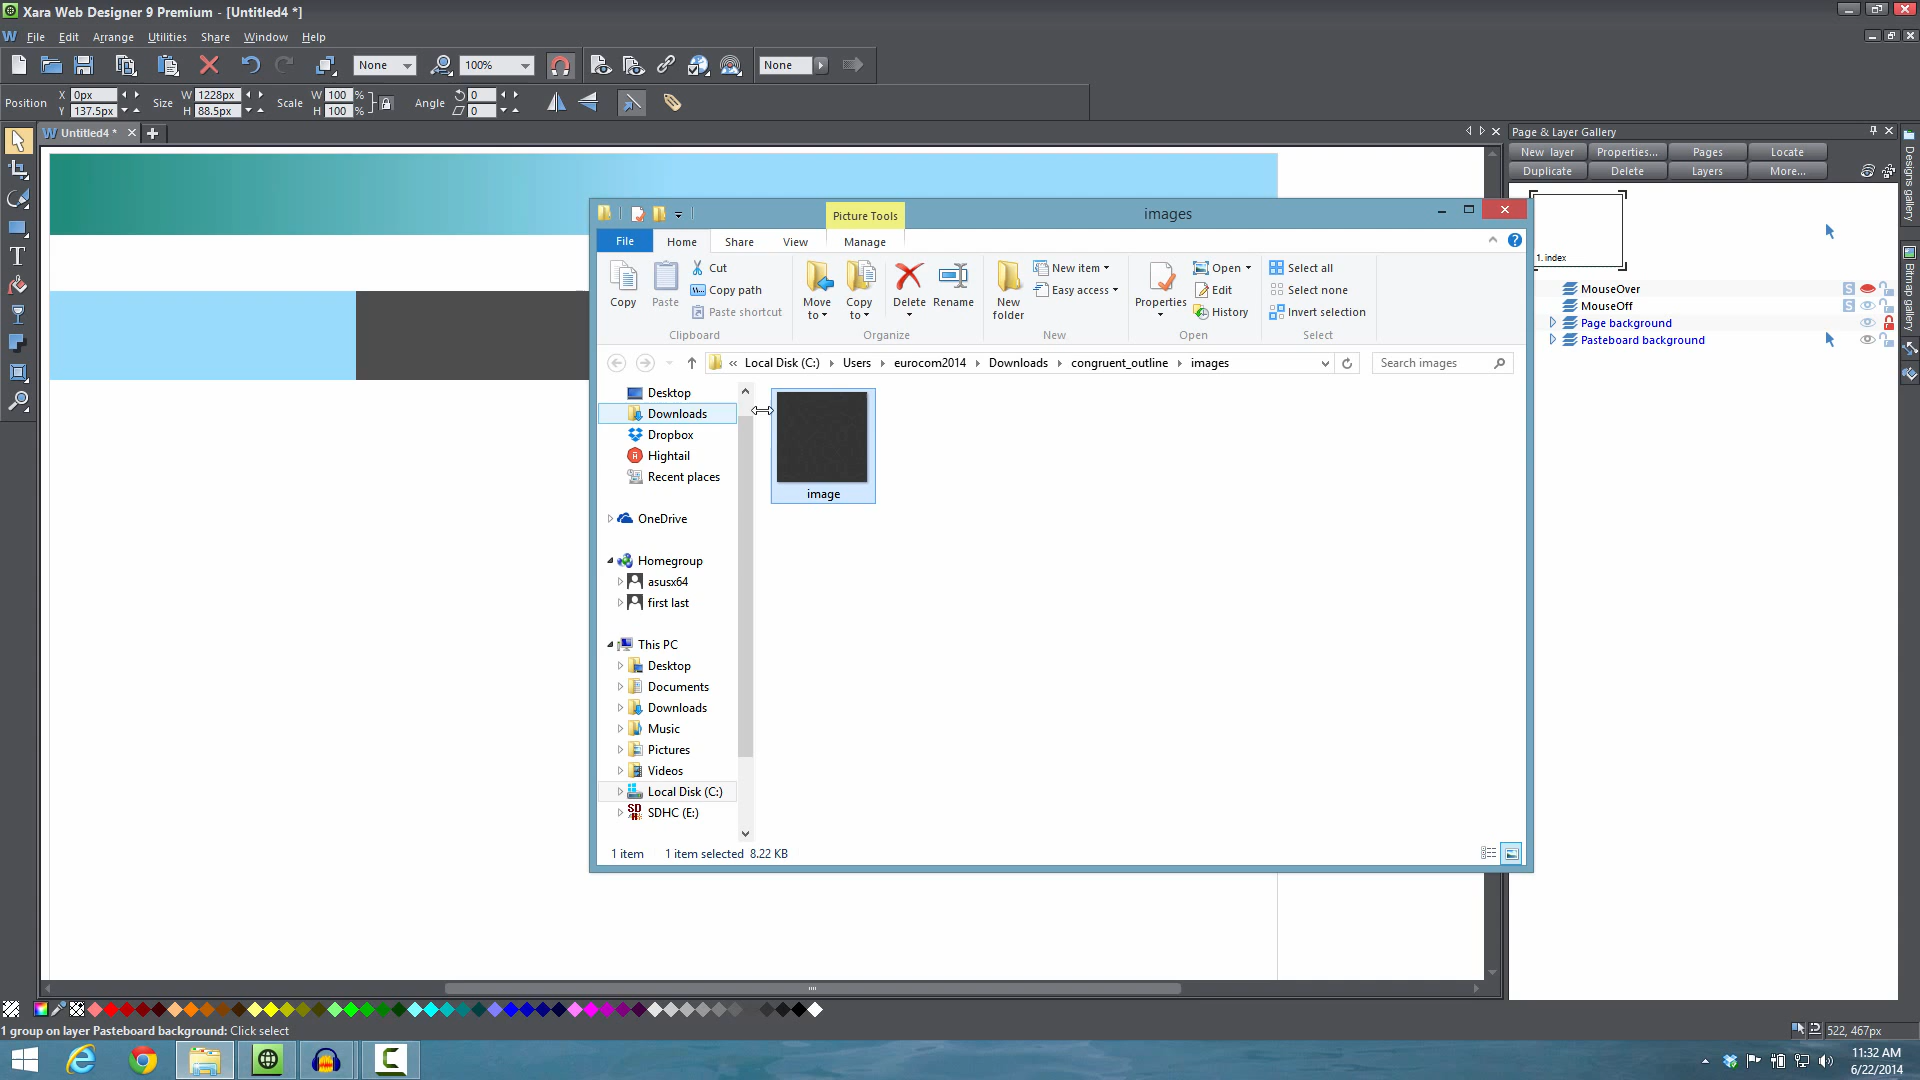 Xara Web Designer 9 Premium - [Untitled4 *]
File Edit Arrange Utilities Share Window Help
None 100% None
Position X 0px Y 137.5px Size W 1228px H 88.5px Scale W 100 % H 100 % Angle 0 0
Untitled4 *
Page & Layer Gallery
New layer Properties... Pages Locate
Duplicate Delete Layers More...
1. index
MouseOver
MouseOff
Page background
Pasteboard background
Designs gallery
Bitmap gallery
Picture Tools
images
File Home Share View Manage
Copy Paste
Cut
Copy path
Paste shortcut
Clipboard
Move to
Copy to
Delete
Rename
Organize
New folder
New item
Easy access
New
Properties
Open
Edit
History
Open
Select all
Select none
Invert selection
Select
Local Disk (C:) Users eurocom2014 Downloads congruent_outline images
Search images
Desktop
Downloads
Dropbox
Hightail
Recent places
OneDrive
Homegroup
asusx64
first last
This PC
Desktop
Documents
Downloads
Music
Pictures
Videos
Local Disk (C:)
SDHC (E:)
image
1 item 1 item selected 8.22 KB
1 group on layer Pasteboard background: Click select
522, 467px
11:32 AM
6/22/2014